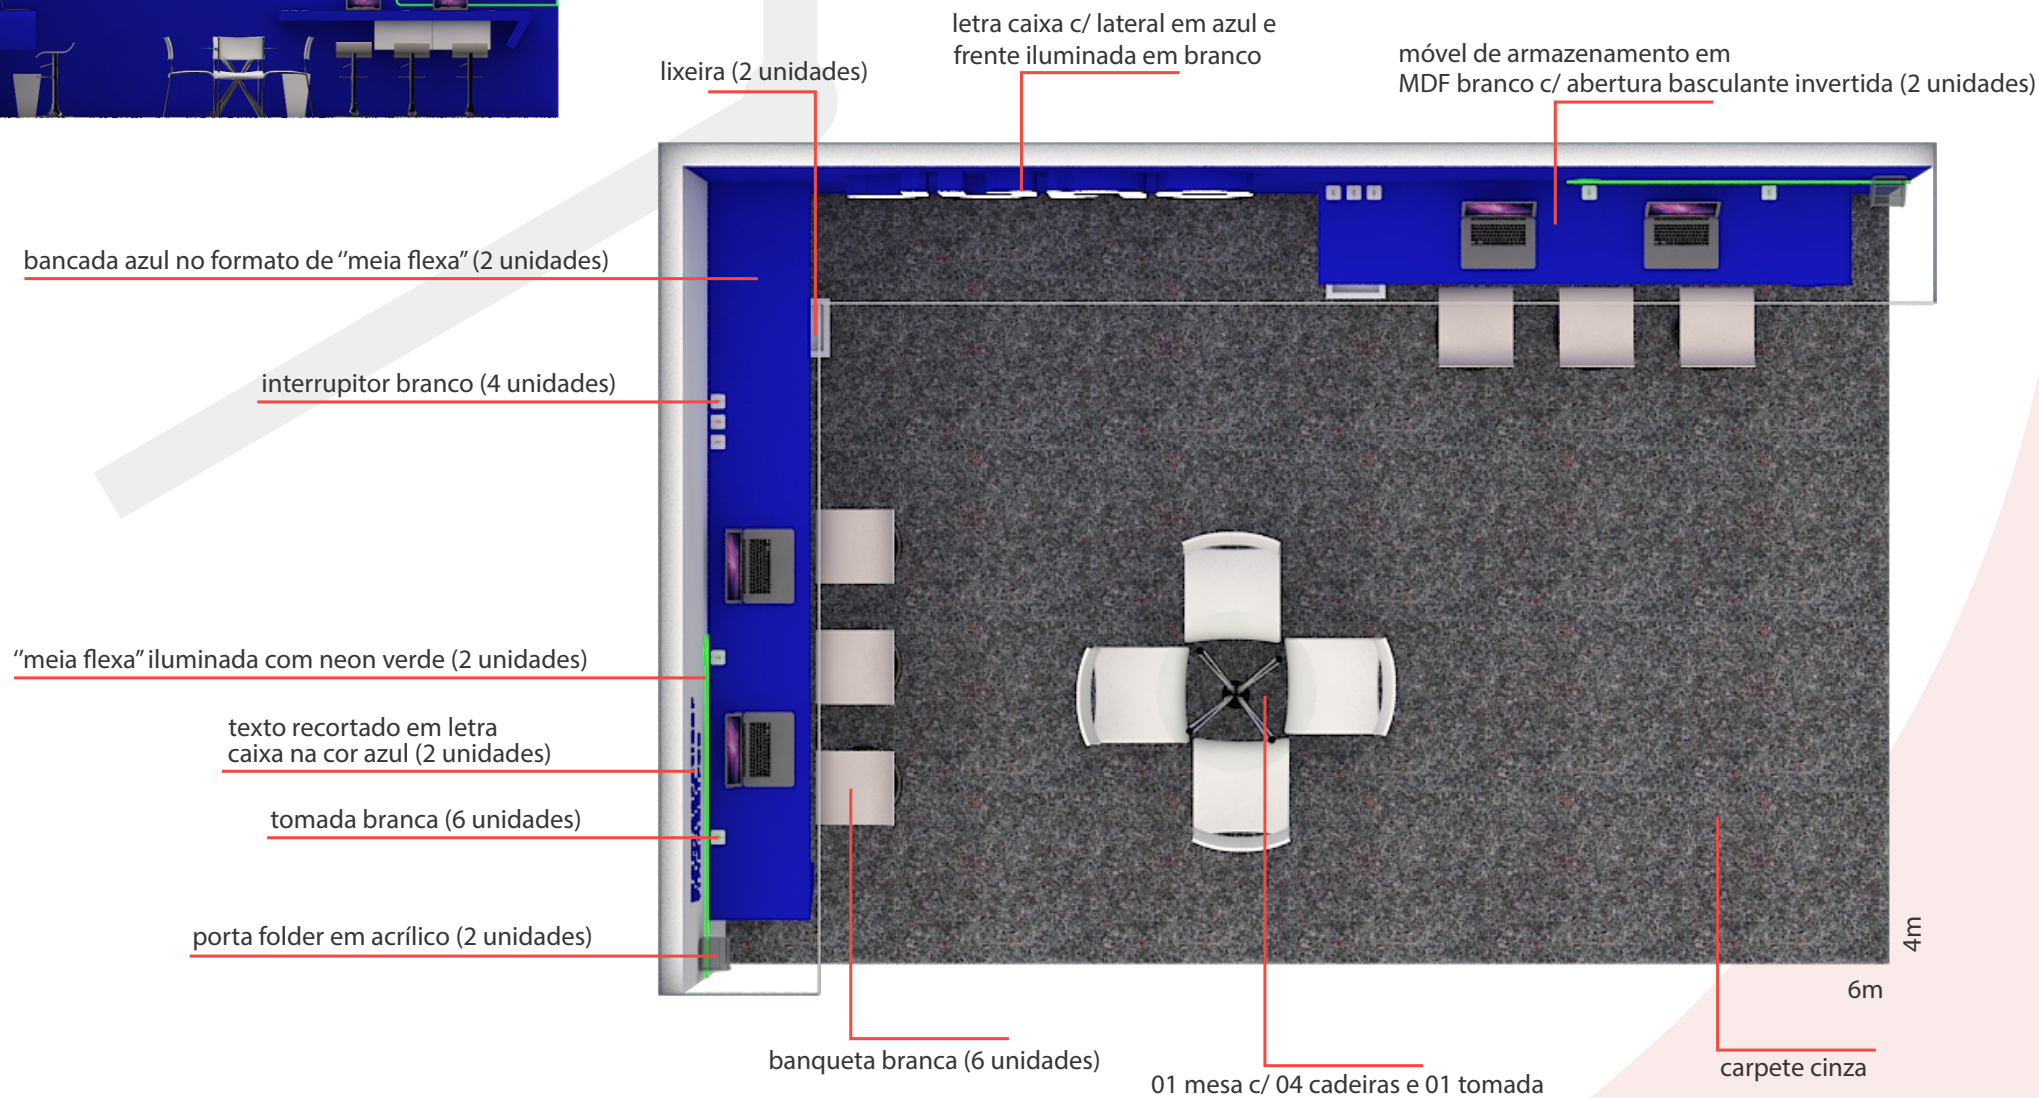 letra caixa c/ lateral em azul e
frente iluminada em branco
móvel de armazenamento em
MDF branco c/ abertura basculante invertida (2 unidades)
lixeira (2 unidades)
bancada azul no formato de “meia flexa” (2 unidades)
interrupitor branco (4 unidades)
“meia flexa” iluminada com neon verde (2 unidades)
texto recortado em letra
caixa na cor azul (2 unidades)
tomada branca (6 unidades)
porta folder em acrílico (2 unidades)
4m
6m
banqueta branca (6 unidades)
01 mesa c/ 04 cadeiras e 01 tomada
carpete cinza